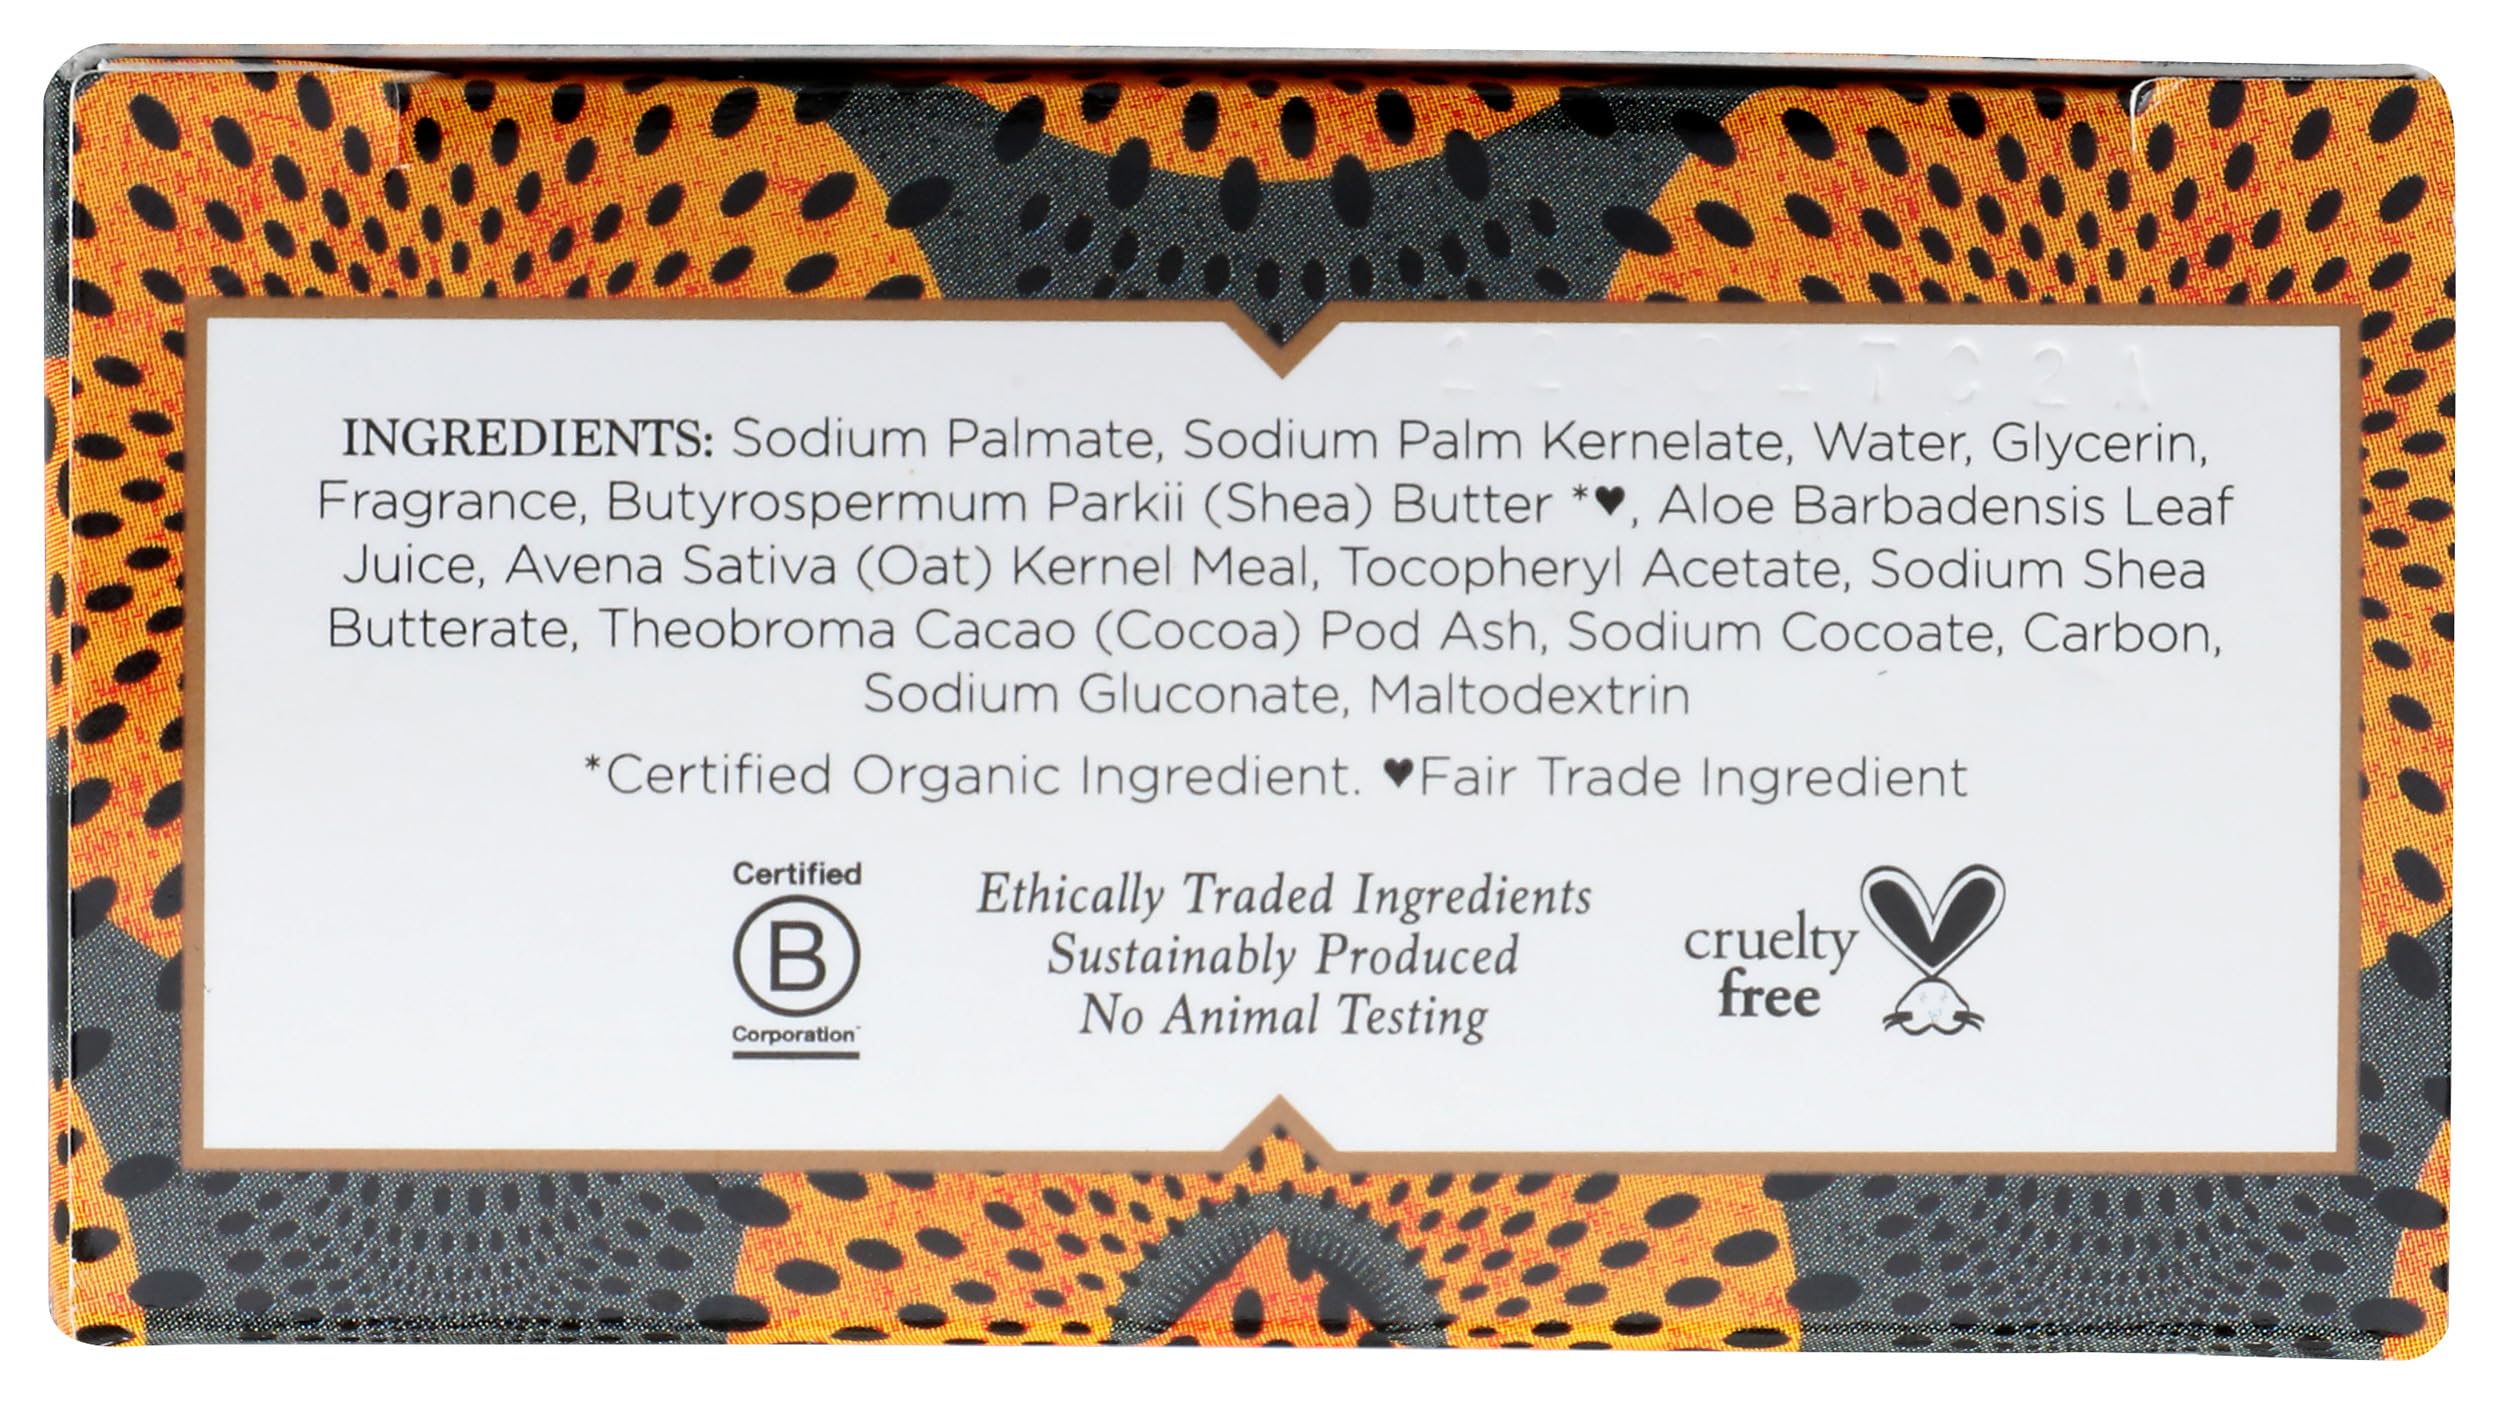 INGREDIENTS: Sodium Palmate, Sodium Palm Kernelate, Water, Glycerin,
Fragrance, Butyrospermum Parkii (Shea) Butter *♥, Aloe Barbadensis Leaf
Juice, Avena Sativa (Oat) Kernel Meal, Tocopheryl Acetate, Sodium Shea
Butterate, Theobroma Cacao (Cocoa) Pod Ash, Sodium Cocoate, Carbon,
Sodium Gluconate, Maltodextrin
*Certified Organic Ingredient. ♥Fair Trade Ingredient
Certified
B
Corporation
Ethically Traded Ingredients
Sustainably Produced
No Animal Testing
cruelty
free